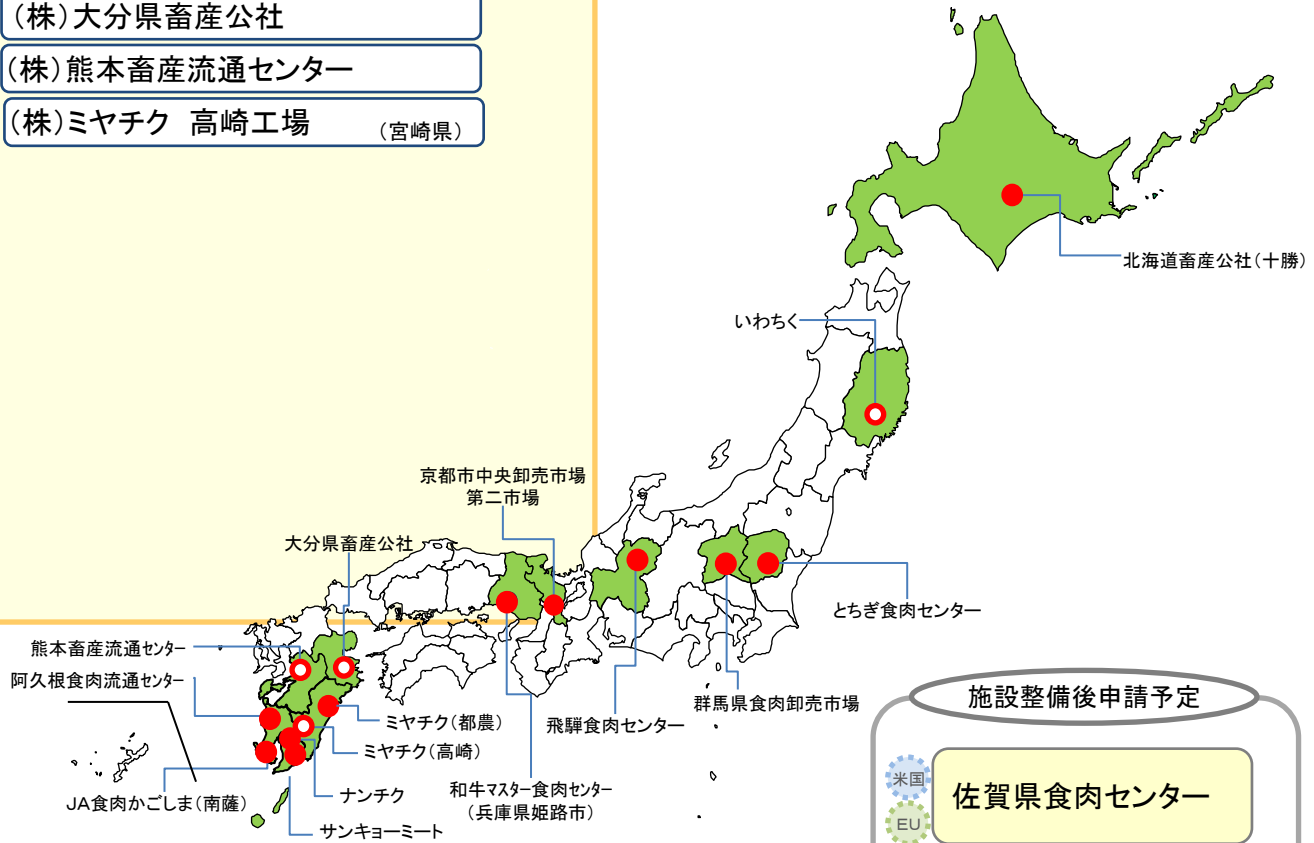 (株)大分県畜産公社
(株)熊本畜産流通センター
(株)ミヤチク 高崎工場 (宮崎県)
北海道畜産公社(十勝)
いわちく
京都市中央卸売市場
第二市場
大分県畜産公社
とちぎ食肉センター
熊本畜産流通センター
阿久根食肉流通センター
群馬県食肉卸売市場
飛騨食肉センター
ミヤチク(都農)
ミヤチク(高崎)
JA食肉かごしま(南薩)
ナンチク
和牛マスター食肉センター
(兵庫県姫路市)
サンキョーミート
施設整備後申請予定
米国
佐賀県食肉センター
EU